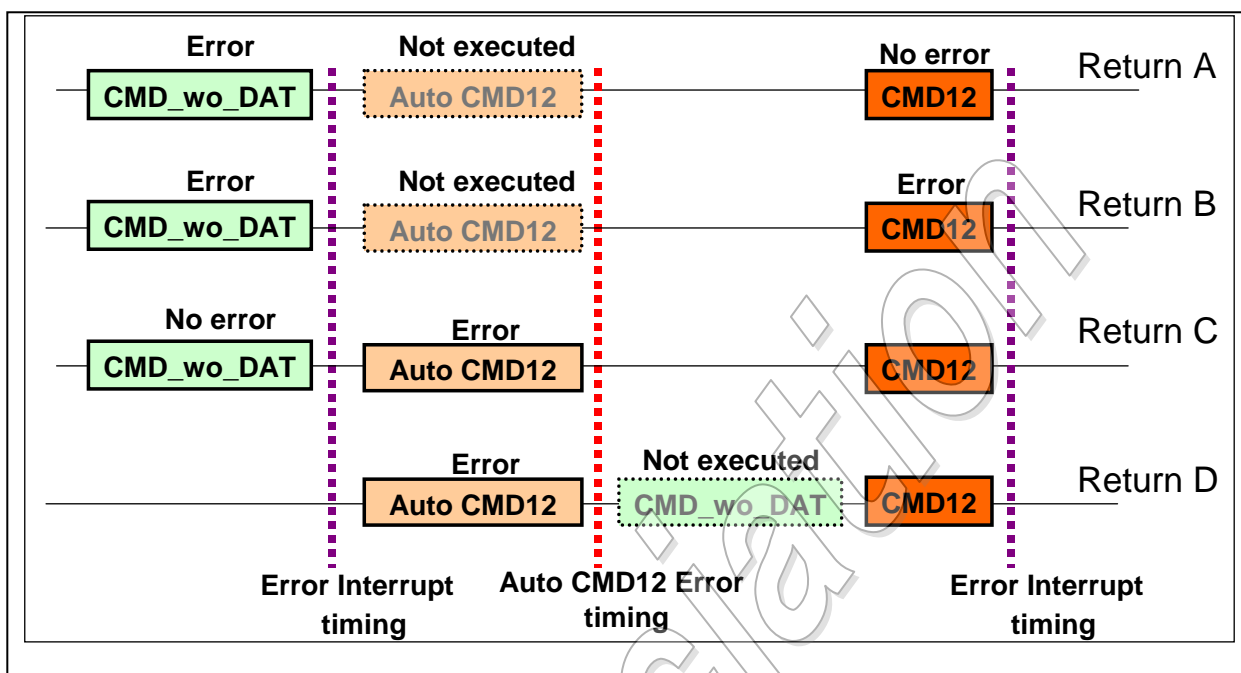 Error Not executed No error Return A
CMD_wo_DAT Auto CMD12 CMD12
Error Not executed Error Return B
CMD_wo_DAT Auto CMD12 CMD12
No error Error Return C
CMD_wo_DAT Auto CMD12 CMD12
Error Not executed Return D
Auto CMD12 CMD_wo_DAT CMD12
Error Interrupt Auto CMD12 Error Error Interrupt
timing timing timing